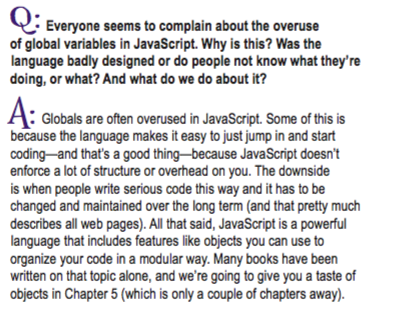 Q: Everyone seems to complain about the overuse
of global variables in JavaScript. Why is this? Was the
language badly designed or do people not know what they're
doing, or what? And what do we do about it?
A: Globals are often overused in JavaScript. Some of this is
because the language makes it easy to just jump in and start
coding—and that's a good thing—because JavaScript doesn't
enforce a lot of structure or overhead on you. The downside
is when people write serious code this way and it has to be
changed and maintained over the long term (and that pretty much
describes all web pages). All that said, JavaScript is a powerful
language that includes features like objects you can use to
organize your code in a modular way. Many books have been
written on that topic alone, and we're going to give you a taste of
objects in Chapter 5 (which is only a couple of chapters away).